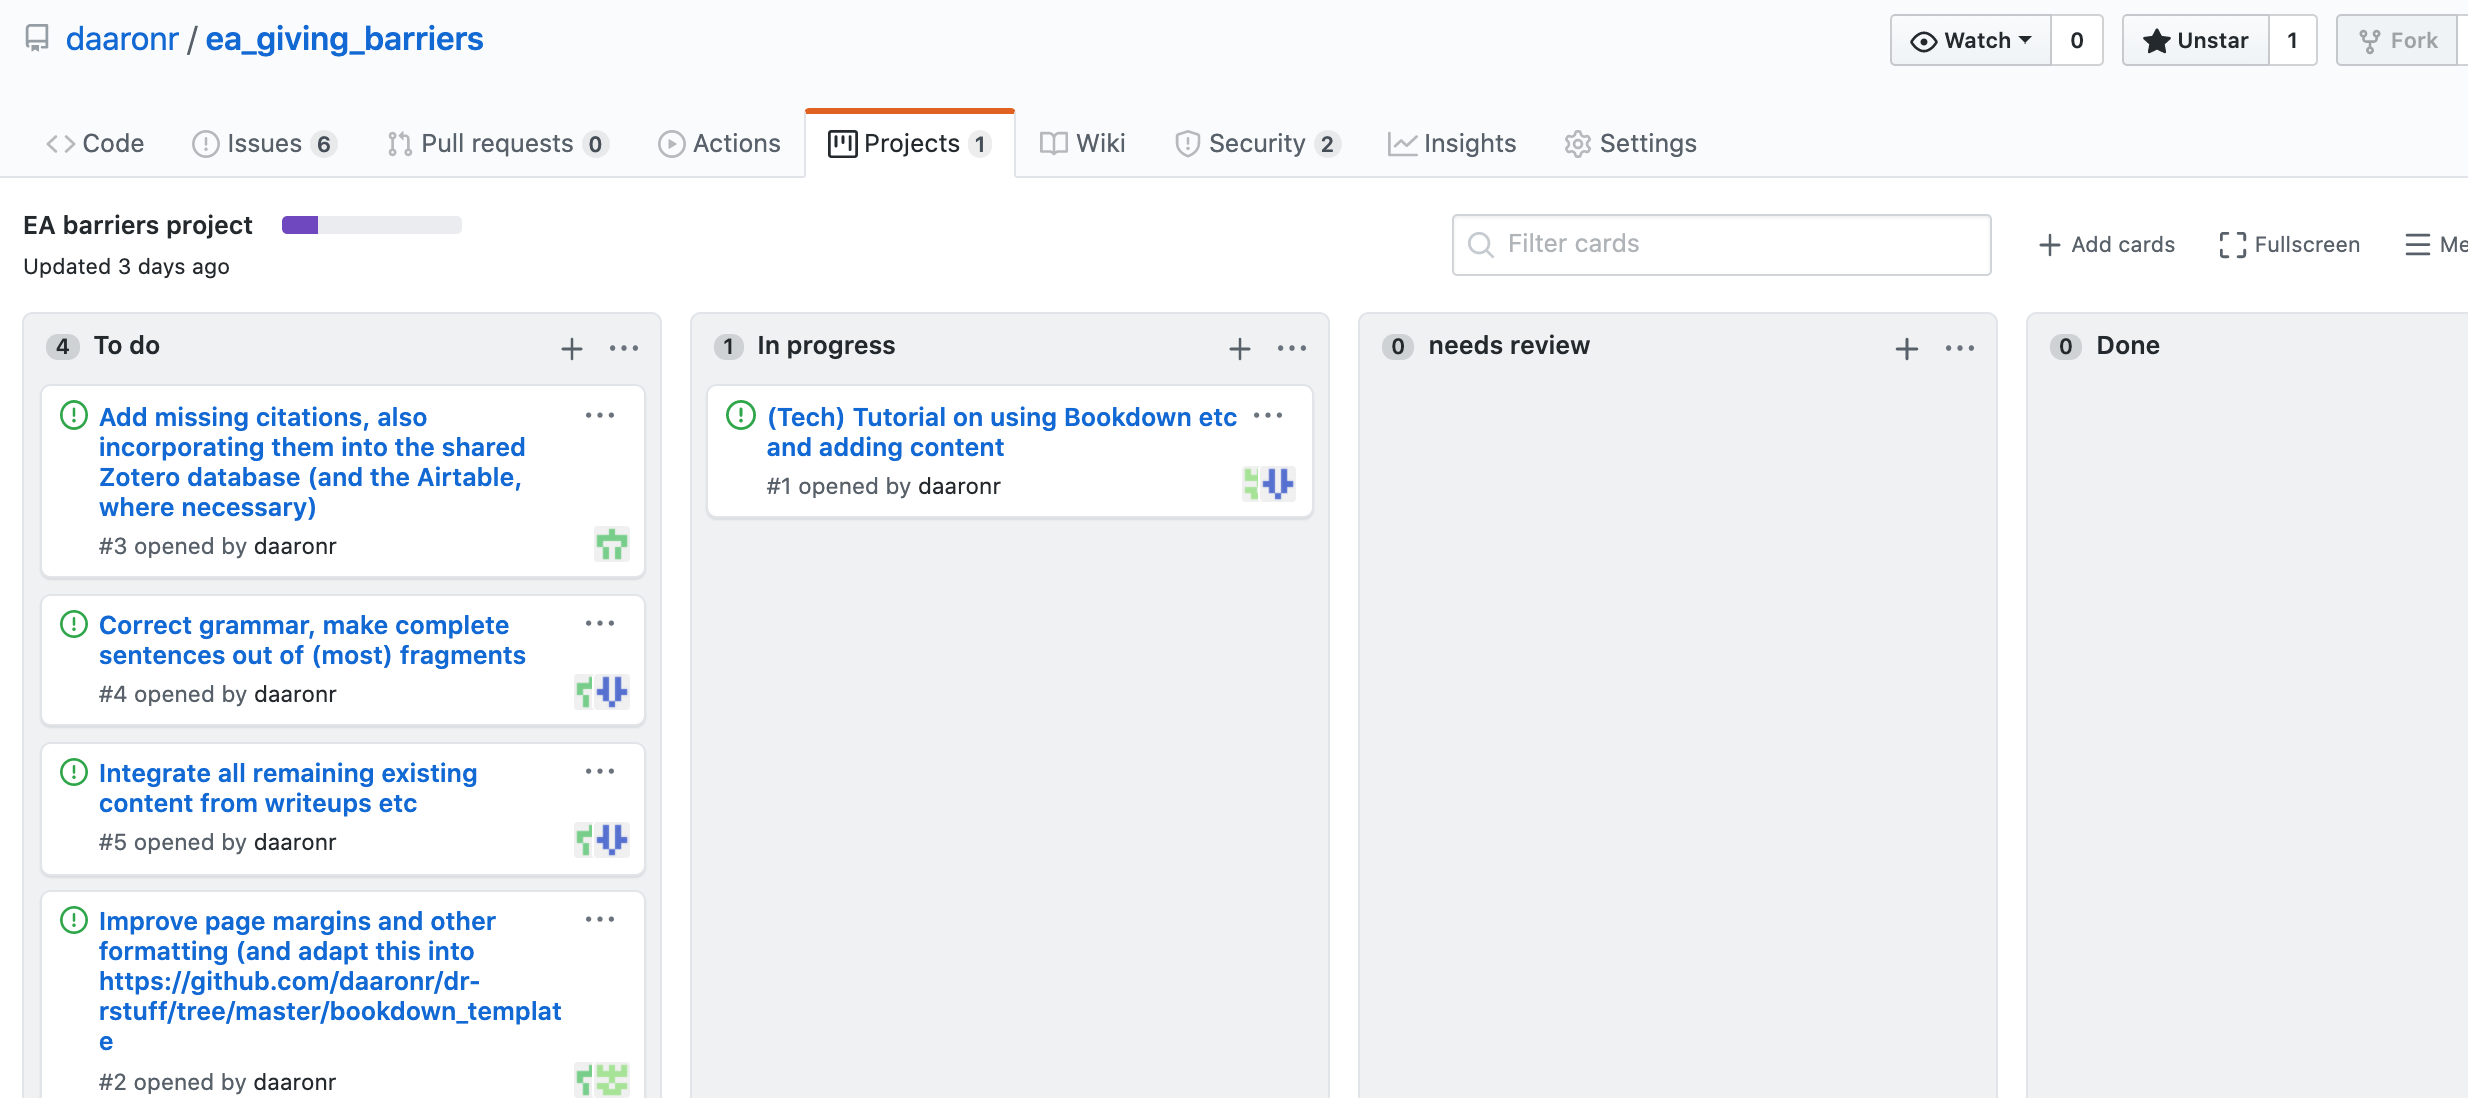 daaronr / ea_giving_barriers
Watch 0 Unstar 1 Fork
Code Issues 6 Pull requests 0 Actions Projects 1 Wiki Security 2 Insights Settings
EA barriers project
Updated 3 days ago
Filter cards
Add cards Fullscreen Me
4 To do
Add missing citations, also
incorporating them into the shared
Zotero database (and the Airtable,
where necessary)
#3 opened by daaronr
Correct grammar, make complete
sentences out of (most) fragments
#4 opened by daaronr
Integrate all remaining existing
content from writeups etc
#5 opened by daaronr
Improve page margins and other
formatting (and adapt this into
https://github.com/daaronr/dr-
rstuff/tree/master/bookdown_templat
e
#2 opened by daaronr
1 In progress
(Tech) Tutorial on using Bookdown etc
and adding content
#1 opened by daaronr
0 needs review
0 Done